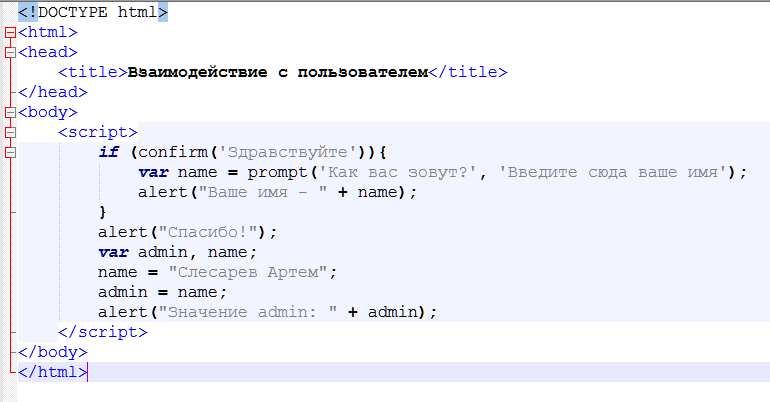 <!DOCTYPE html>
<html>
<head>
<title>Взаимодействие с пользователем</title>
</head>
<body>
<script>
if (confirm('Здравствуйте')){
var name = prompt('Как вас зовут?', 'Введите сюда ваше имя');
alert("Ваше имя - " + name);
}
alert("Спасибо!");
var admin, name;
name = "Слесарев Артем";
admin = name;
alert("Значение admin: " + admin);
</script>
</body>
</html>